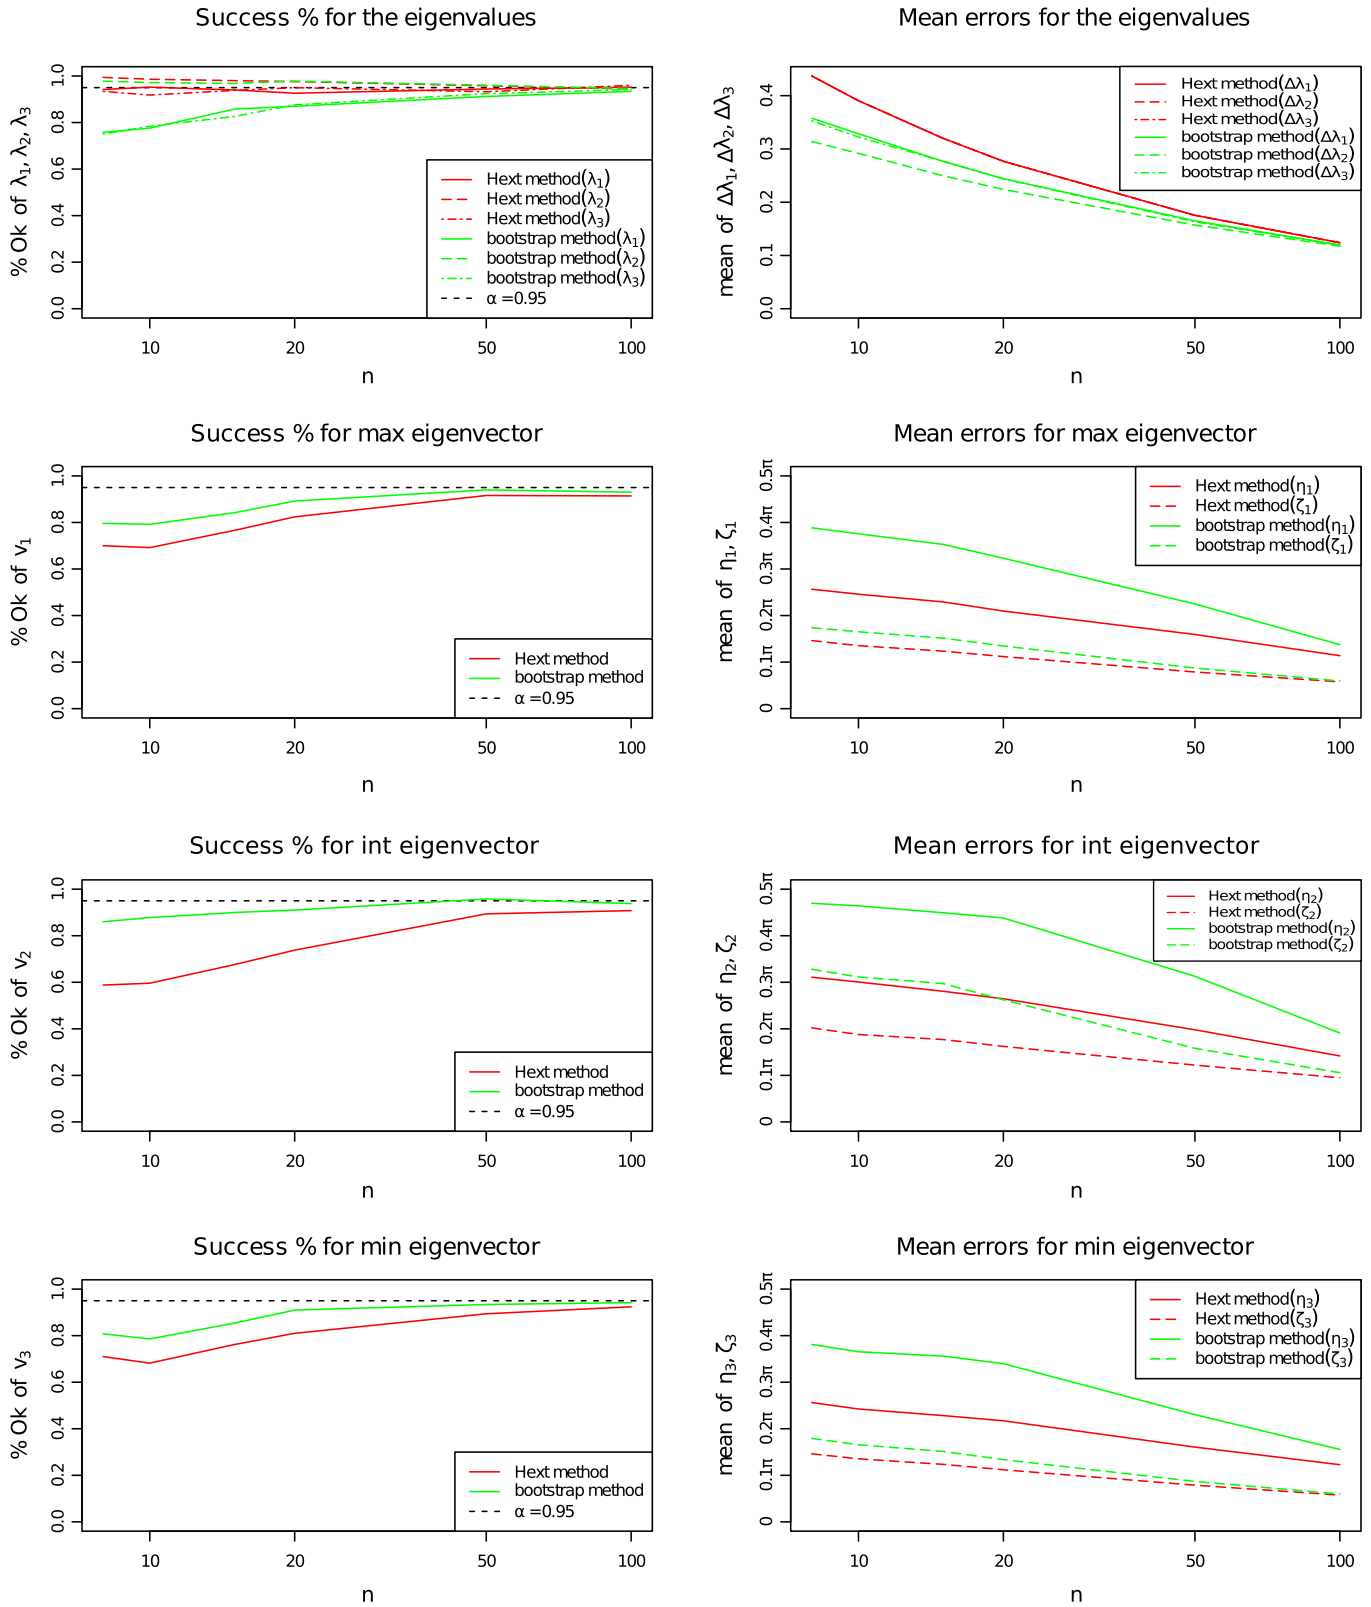 Success % for the eigenvalues
% Ok of λ1, λ2, λ3
0.0 0.2 0.4 0.6 0.8 1.0
Hext method(λ1)
Hext method(λ2)
Hext method(λ3)
bootstrap method(λ1)
bootstrap method(λ2)
bootstrap method(λ3)
α = 0.95
10 20 50 100
n
Mean errors for the eigenvalues
mean of Δλ1, Δλ2, Δλ3
0.0 0.1 0.2 0.3 0.4
Hext method(Δλ1)
Hext method(Δλ2)
Hext method(Δλ3)
bootstrap method(Δλ1)
bootstrap method(Δλ2)
bootstrap method(Δλ3)
10 20 50 100
n
Success % for max eigenvector
% Ok of v1
0.0 0.2 0.4 0.6 0.8 1.0
Hext method
bootstrap method
α = 0.95
10 20 50 100
n
Mean errors for max eigenvector
mean of η1, ζ1
0 0.1π 0.2π 0.3π 0.4π 0.5π
Hext method(η1)
Hext method(ζ1)
bootstrap method(η1)
bootstrap method(ζ1)
10 20 50 100
n
Success % for int eigenvector
% Ok of v2
0.0 0.2 0.4 0.6 0.8 1.0
Hext method
bootstrap method
α = 0.95
10 20 50 100
n
Mean errors for int eigenvector
mean of η2, ζ2
0 0.1π 0.2π 0.3π 0.4π 0.5π
Hext method(η2)
Hext method(ζ2)
bootstrap method(η2)
bootstrap method(ζ2)
10 20 50 100
n
Success % for min eigenvector
% Ok of v3
0.0 0.2 0.4 0.6 0.8 1.0
Hext method
bootstrap method
α = 0.95
10 20 50 100
n
Mean errors for min eigenvector
mean of η3, ζ3
0 0.1π 0.2π 0.3π 0.4π 0.5π
Hext method(η3)
Hext method(ζ3)
bootstrap method(η3)
bootstrap method(ζ3)
10 20 50 100
n